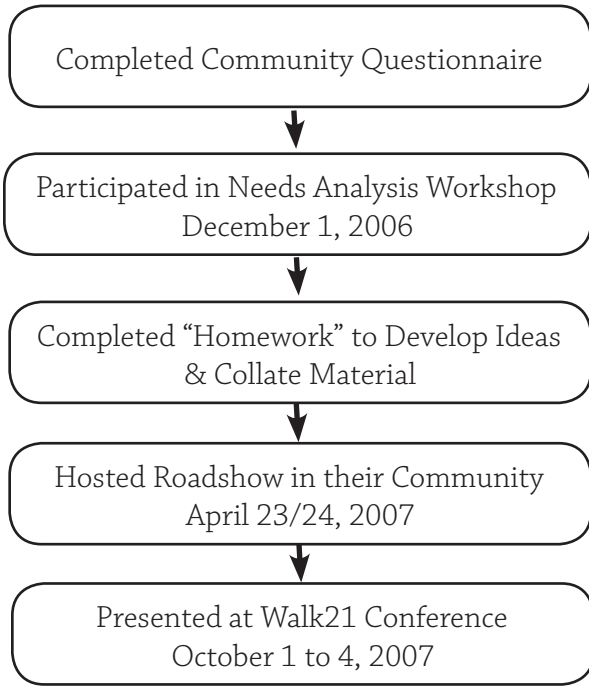 Completed Community Questionnaire
Participated in Needs Analysis Workshop
December 1, 2006
Completed “Homework” to Develop Ideas
& Collate Material
Hosted Roadshow in their Community
April 23/24, 2007
Presented at Walk21 Conference
October 1 to 4, 2007